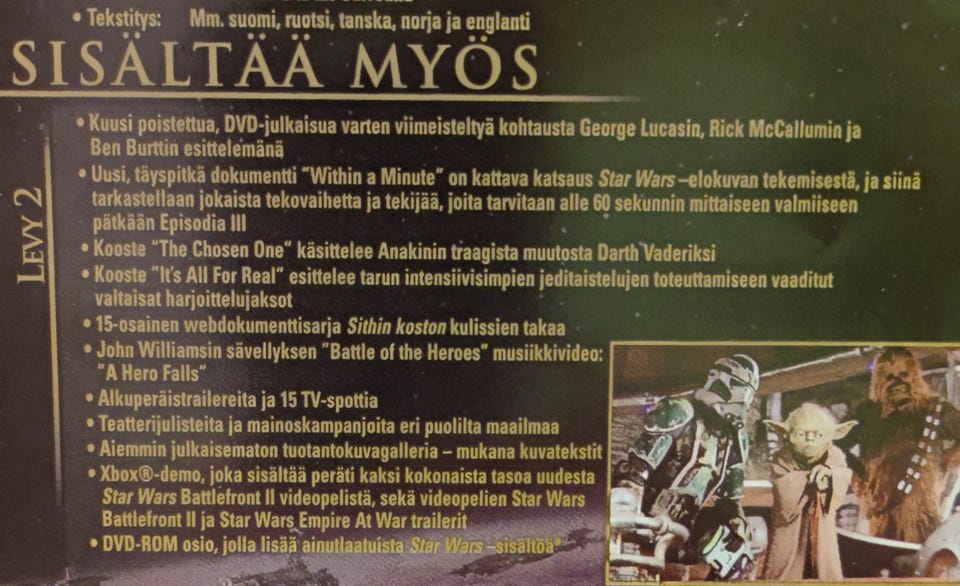 • Tekstitys: Mm. suomi, ruotsi, tanska, norja ja englanti
SISÄLTÄÄ MYÖS
LEVY 2
• Kuusi poistettua, DVD-julkaisua varten viimeisteltyä kohtausta George Lucasin, Rick McCallumin ja
Ben Burttin esittelemänä
• Uusi, täyspitkä dokumentti "Within a Minute" on kattava katsaus Star Wars –elokuvan tekemisestä, ja siinä
tarkastellaan jokaista tekovaihetta ja tekijää, joita tarvitaan alle 60 sekunnin mittaiseen valmiiseen
pätkään Episodia III
• Kooste "The Chosen One" käsittelee Anakinin traagista muutosta Darth Vaderiksi
• Kooste "It's All For Real" esittelee tarun intensiivisimpien jeditaistelujen toteuttamiseen vaaditut
valtaisat harjoittelujaksot
• 15-osainen webdokumenttisarja Sithin koston kulissien takaa
• John Williamsin sävellyksen "Battle of the Heroes" musiikkivideo:
"A Hero Falls"
• Alkuperäistrailereita ja 15 TV-spottia
• Teatterijulisteita ja mainoskampanjoita eri puolilta maailmaa
• Aiemmin julkaisematon tuotantokuvagalleria – mukana kuvatekstit
• Xbox®-demo, joka sisältää peräti kaksi kokonaista tasoa uudesta
Star Wars Battlefront II videopelistä, sekä videopelien Star Wars
Battlefront II ja Star Wars Empire At War trailerit
• DVD-ROM osio, jolla lisää ainutlaatuista Star Wars –sisältöä*